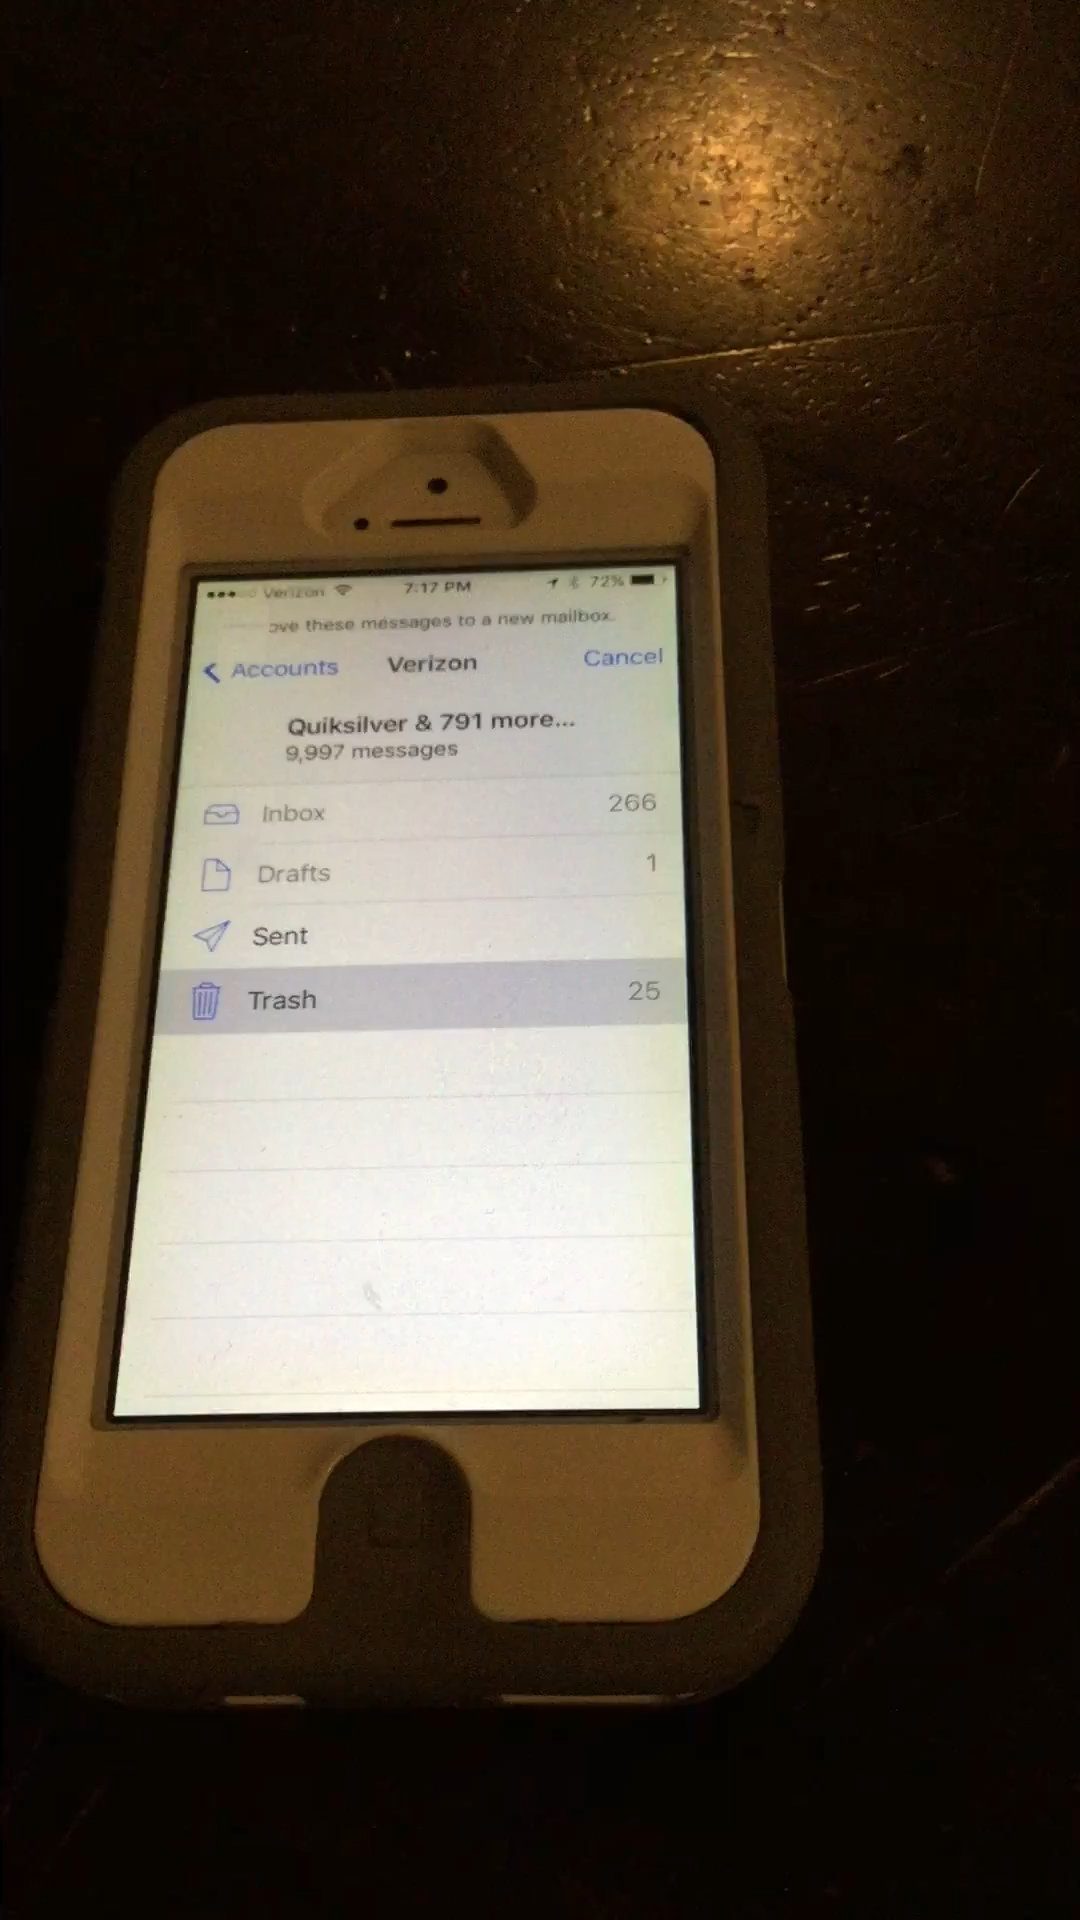 Verizon 7:17 PM 72%
ove these messages to a new mailbox.
Accounts Verizon Cancel
Quiksilver & 791 more...
9,997 messages
Inbox 266
Drafts 1
Sent
Trash 25